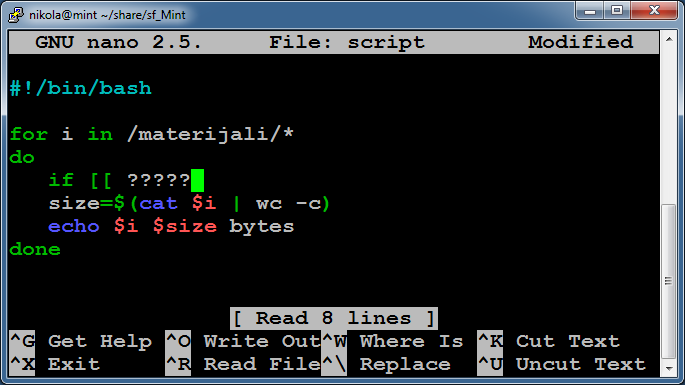 nikola@mint ~/share/sf_Mint
GNU nano 2.5. File: script Modified
#!/bin/bash
for i in /materijali/*
do
if [[ ?????
size=$(cat $i | wc -c)
echo $i $size bytes
done
[ Read 8 lines ]
^G Get Help ^O Write Out ^W Where Is ^K Cut Text
^X Exit ^R Read File ^\ Replace ^U Uncut Text